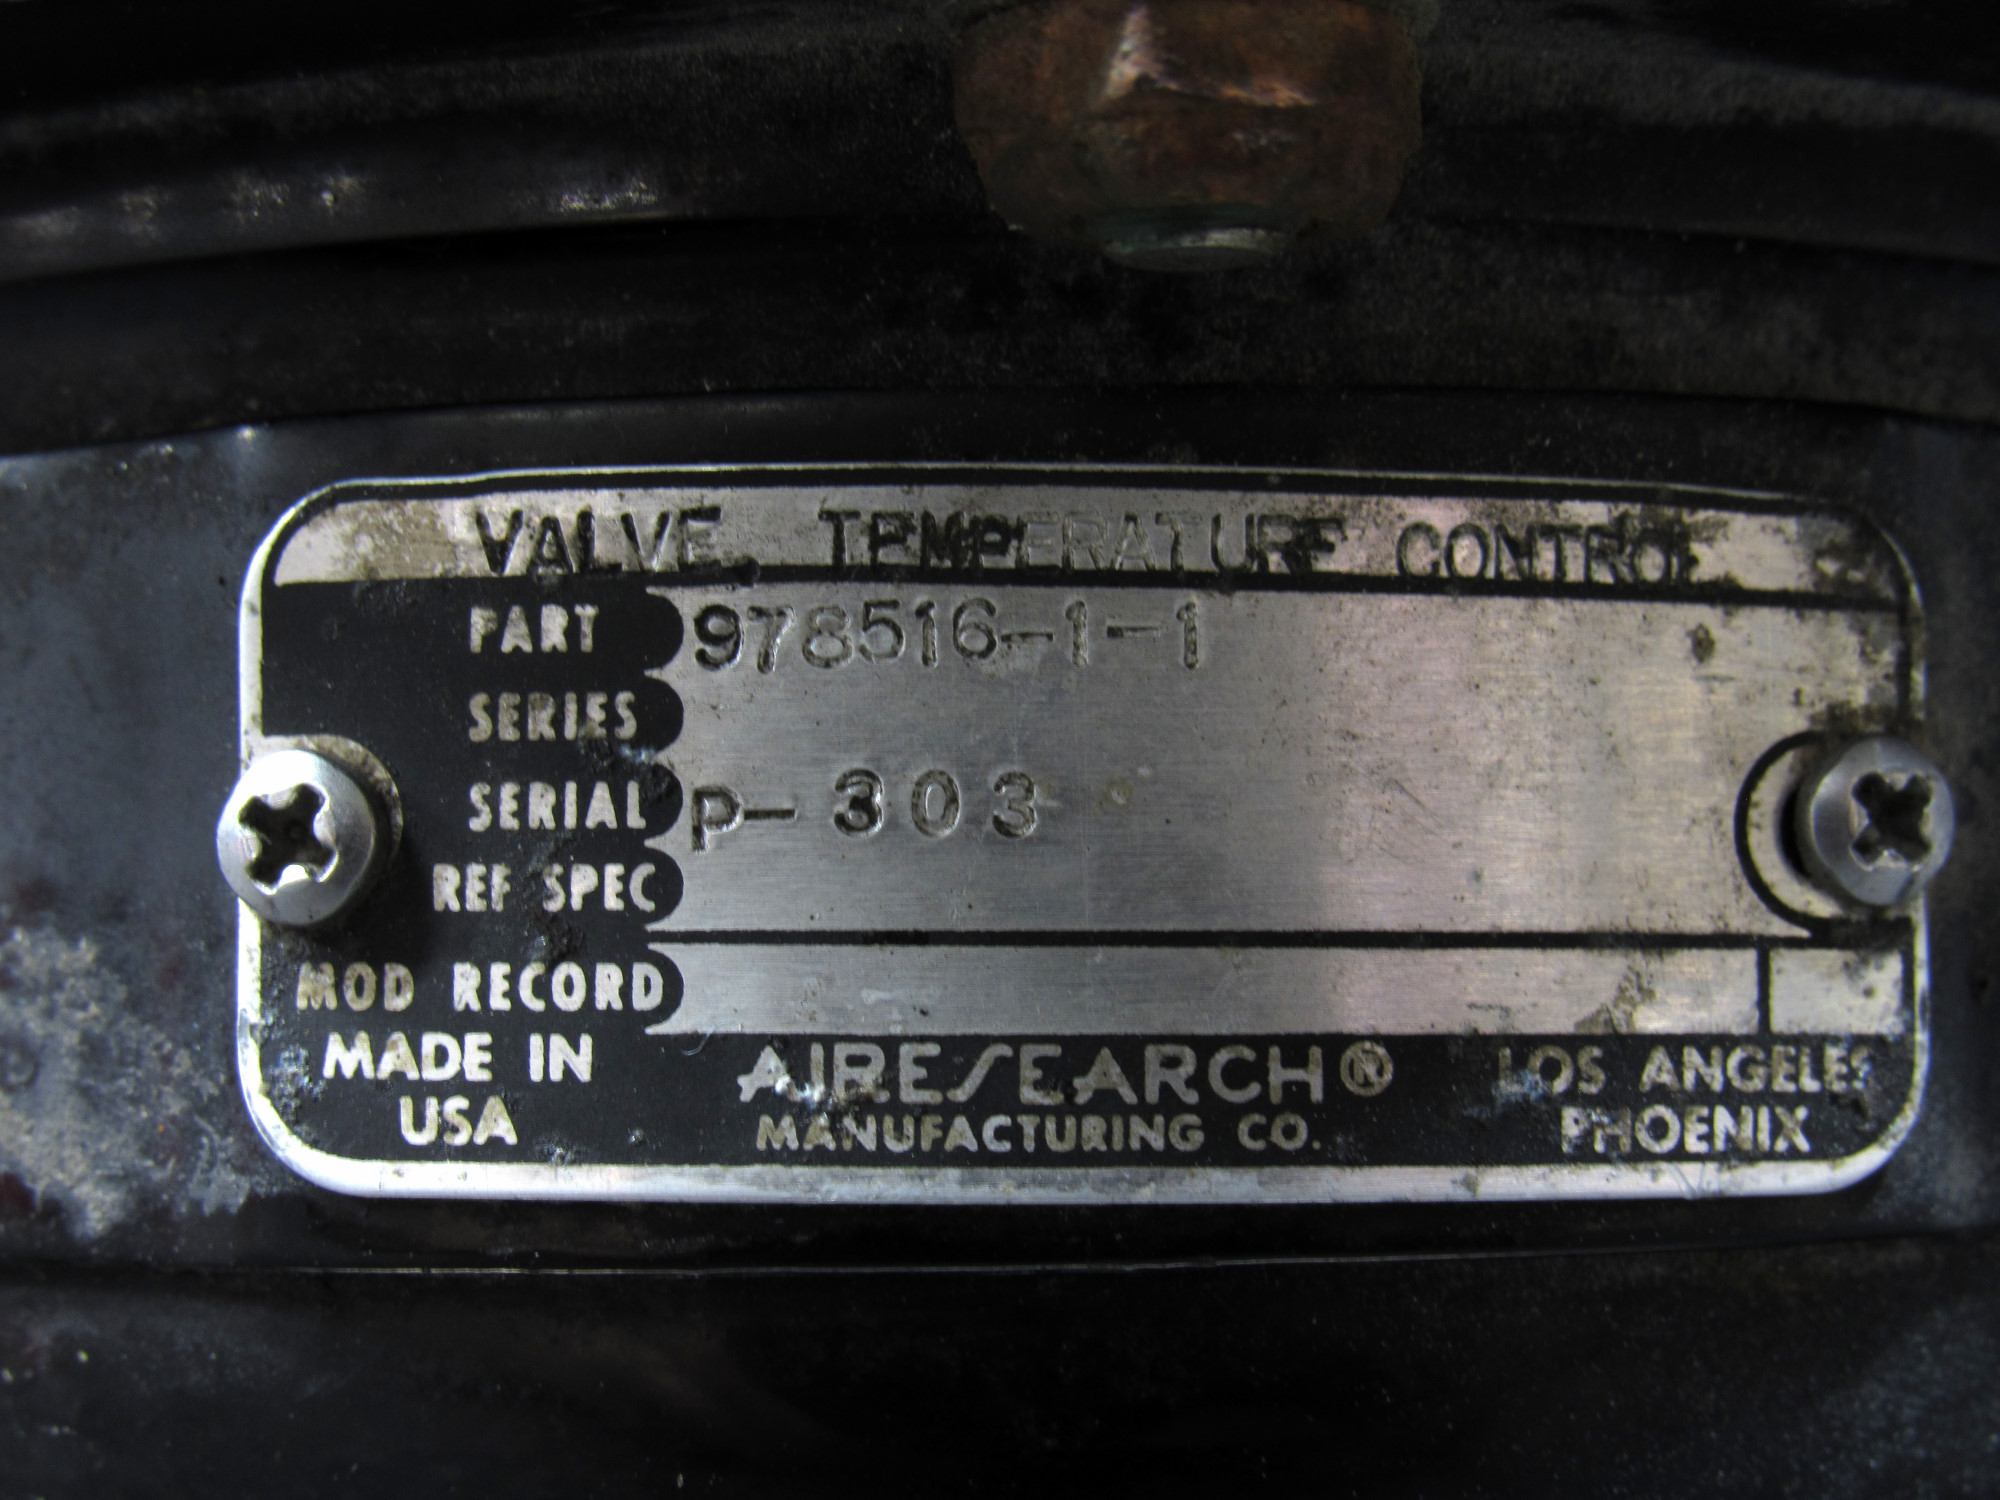 VALVE, TEMPERATURE CONTROL
PART 978516-1-1
SERIES
SERIAL P-303
REF SPEC
MOD RECORD
MADE IN USA
AIRESEARCH®
MANUFACTURING CO.
LOS ANGELES
PHOENIX